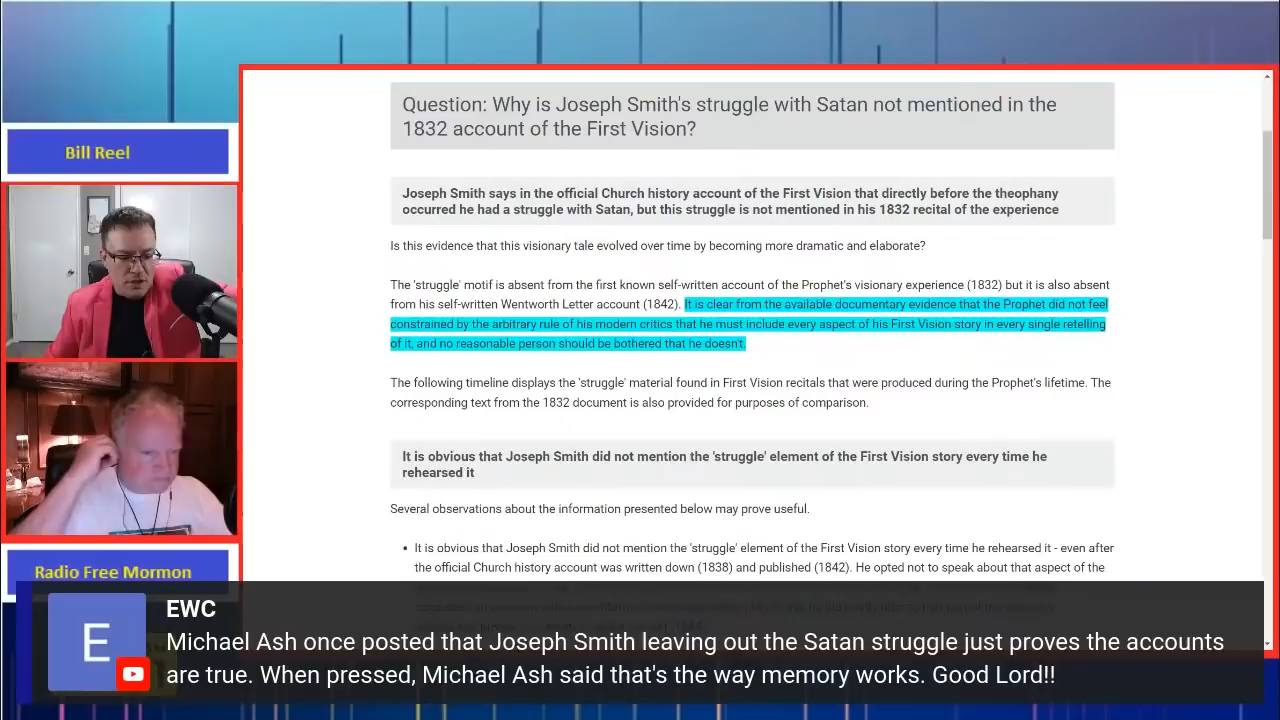 Question: Why is Joseph Smith's struggle with Satan not mentioned in the
1832 account of the First Vision?
Bill Reel
Joseph Smith says in the official Church history account of the First Vision that directly before the theophany
occurred he had a struggle with Satan, but this struggle is not mentioned in his 1832 recital of the experience
Is this evidence that this visionary tale evolved over time by becoming more dramatic and elaborate?
The 'struggle' motif is absent from the first known self-written account of the Prophet's visionary experience (1832) but it is also absent
from his self-written Wentworth Letter account (1842). It is clear from the available documentary evidence that the Prophet did not feel
constrained by the arbitrary rule of his modern critics that he must include every aspect of his First Vision story in every single retelling
of it, and no reasonable person should be bothered that he doesn't.
The following timeline displays the 'struggle' material found in First Vision recitals that were produced during the Prophet's lifetime. The
corresponding text from the 1832 document is also provided for purposes of comparison.
It is obvious that Joseph Smith did not mention the 'struggle' element of the First Vision story every time he
rehearsed it
Several observations about the information presented below may prove useful.
• It is obvious that Joseph Smith did not mention the 'struggle' element of the First Vision story every time he rehearsed it - even after
the official Church history account was written down (1838) and published (1842). He opted not to speak about that aspect of the
Radio Free Mormon
E
EWC
Michael Ash once posted that Joseph Smith leaving out the Satan struggle just proves the accounts
are true. When pressed, Michael Ash said that's the way memory works. Good Lord!!